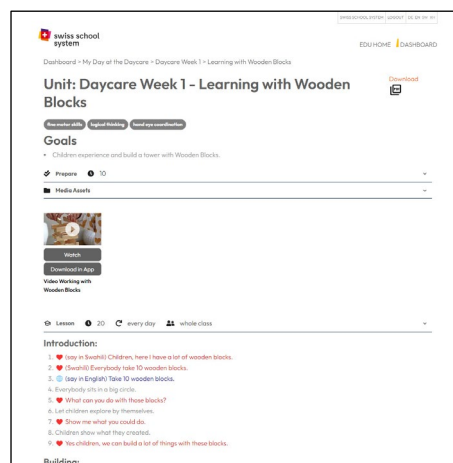 SWISS SCHOOL SYSTEM LOGOUT DE EN
swiss school
system
EDU HOME DASHBOARD
Dashboard > My Day at the Daycare > Daycare Week 1 > Learning with Wooden Blocks
Unit: Daycare Week 1 - Learning with Wooden
Blocks
Download
fine motor skills logical thinking hand eye coordination
Goals
• Children experience and build a tower with Wooden Blocks.
Prepare 10
Media Assets
Watch
Download in App
Video Working with
Wooden Blocks
Lesson 20 every day whole class
Introduction:
1. (say in Swahili) Children, here I have a lot of wooden blocks.
2. (Swahili) Everybody take 10 wooden blocks.
3. (say in English) Take 10 wooden blocks.
4. Everybody sits in a big circle.
5. What can you do with those blocks?
6. Let children explore by themselves.
7. Show me what you could do.
8. Children show what they created.
9. Yes children, we can build a lot of things with these blocks.
Building: